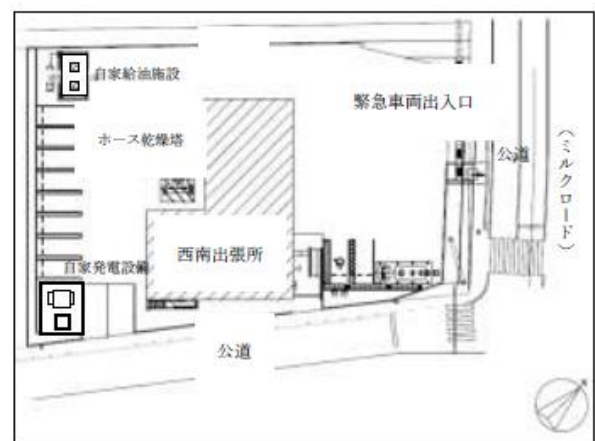 自家給油施設
緊急車両出入口
ホース乾燥塔
公道
（ミルクロード）
西南出張所
自家発電設備
公道